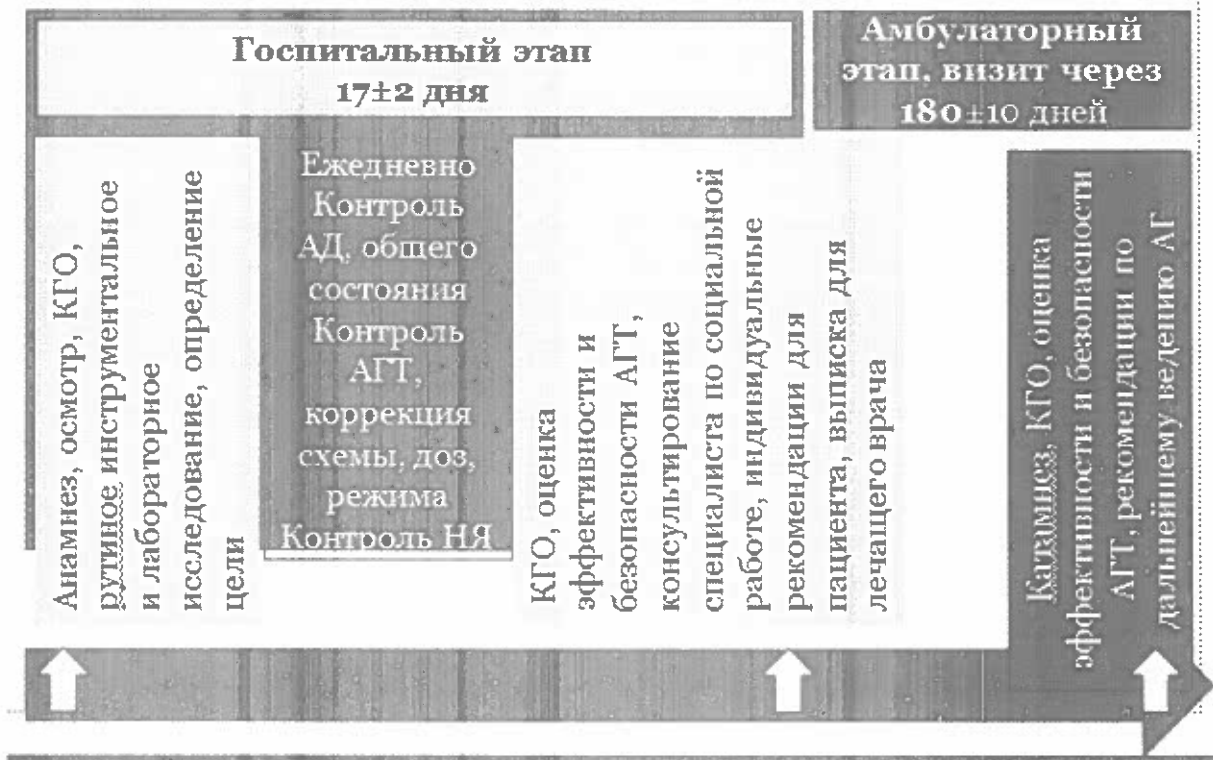 Госпитальный этап
17±2 дня
Амбулаторный
этап, визит через
180±10 дней
Анамнез, осмотр, КГО,
рутиное инструментальное
и лабораторное
исследование, определение
цели
Ежедневно
Контроль
АД, общего
состояния
Контроль
АГТ,
коррекция
схемы, доз,
режима
Контроль НЯ
КГО, оценка
эффективности и
безопасности АГТ,
консультирование
специалиста по социальной
работе, индивидуальные
рекомендации для
пациента, выписка для
лечащего врача
Катамнез, КГО, оценка
эффективности и безопасности
АГТ, рекомендации по
дальнейшему ведению АГ